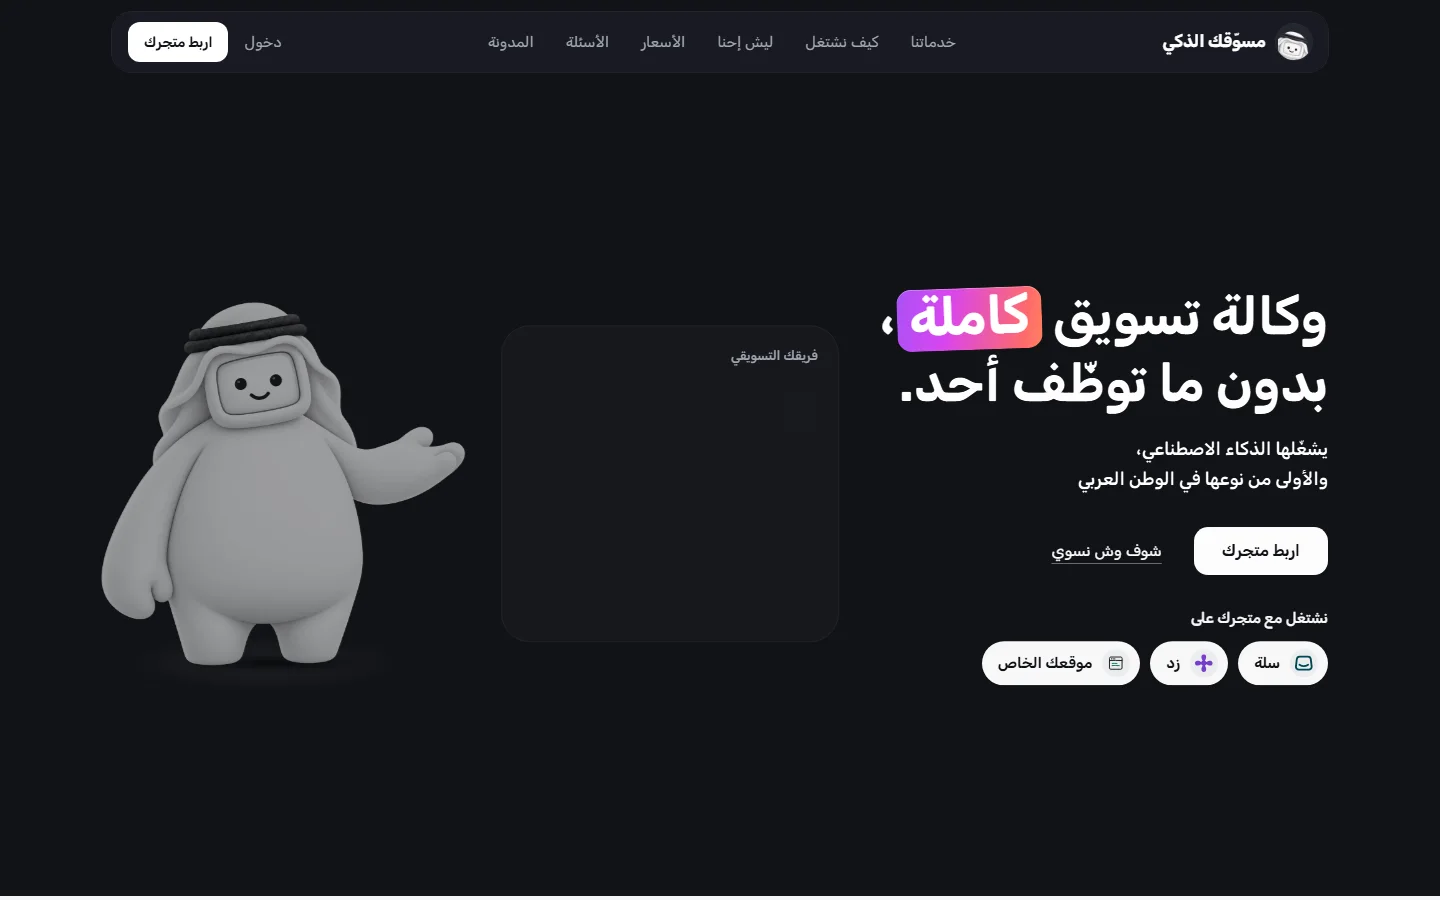 مسوّقك الذكي
خدماتنا
كيف نشتغل
ليش إحنا
الأسعار
الأسئلة
المدونة
دخول
اربط متجرك
وكالة تسويق كاملة،
بدون ما توظّف أحد.
يشغّلها الذكاء الاصطناعي،
والأولى من نوعها في الوطن العربي
اربط متجرك
شوف وش نسوي
نشتغل مع متجرك على
سلة
زد
موقعك الخاص
فريقك التسويقي